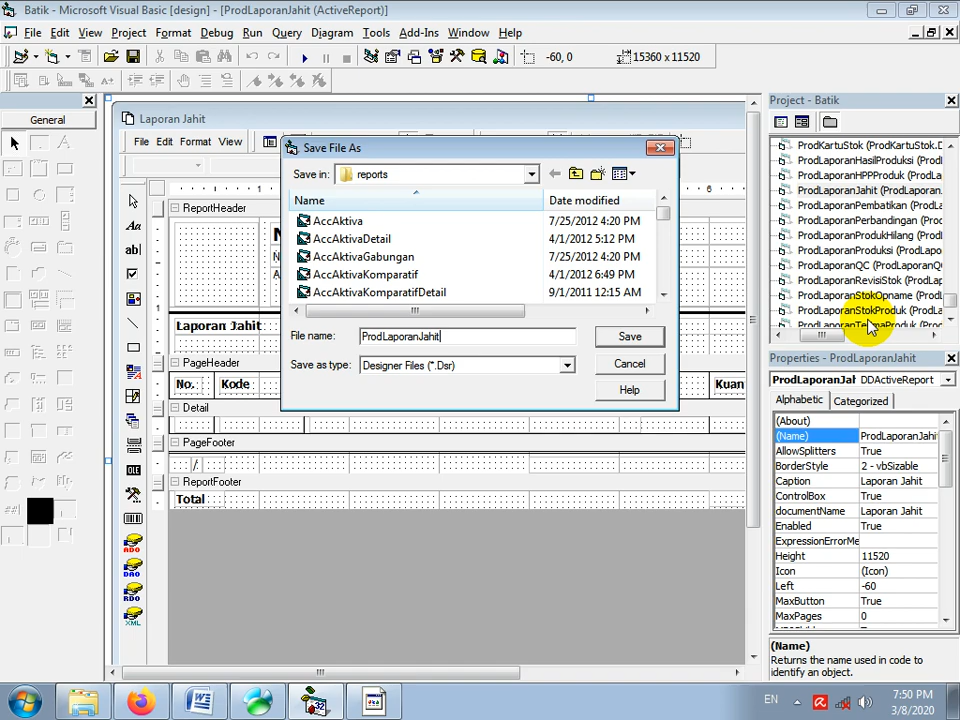 Batik - Microsoft Visual Basic [design] - [ProdLaporanJahit (ActiveReport)]
File Edit View Project Format Debug Run Query Diagram Tools Add-Ins Window Help
-60, 0
15360 x 11520
General
Laporan Jahit
File Edit Format View
ReportHeader
Laporan Jahit
PageHeader
No. Kode
Kuan
Detail
PageFooter
/
ReportFooter
Total
Save File As
Save in: reports
Name Date modified
AccAktiva 7/25/2012 4:20 PM
AccAktivaDetail 4/1/2012 5:12 PM
AccAktivaGabungan 7/25/2012 4:20 PM
AccAktivaKomparatif 4/1/2012 6:49 PM
AccAktivaKomparatifDetail 9/1/2011 12:15 AM
File name: ProdLaporanJahit Save
Save as type: Designer Files (*.Dsr) Cancel
Help
Project - Batik
ProdKartuStok (ProdKartuStok.D
ProdLaporanHasilProduksi (Prod
ProdLaporanHPPProduk (ProdL
ProdLaporanJahit (ProdLaporan.
ProdLaporanPembatikan (ProdL
ProdLaporanPerbandingan (Prod
ProdLaporanProdukHilang (ProdL
ProdLaporanProduksi (ProdLapo
ProdLaporanQC (ProdLaporanQ
ProdLaporanRevisiStok (ProdLap
ProdLaporanStokOpname (ProdL
ProdLaporanStokProduk (ProdL
Properties - ProdLaporanJahit
ProdLaporanJal DDActiveReport
Alphabetic Categorized
(About)
(Name) ProdLaporanJahit
AllowSplitters True
BorderStyle 2 - vbSizable
Caption Laporan Jahit
ControlBox True
documentName Laporan Jahit
Enabled True
ExpressionErrorMe
Height 11520
Icon (Icon)
Left -60
MaxButton True
MaxPages 0
(Name)
Returns the name used in code to
identify an object.
EN
7:50 PM
3/8/2020